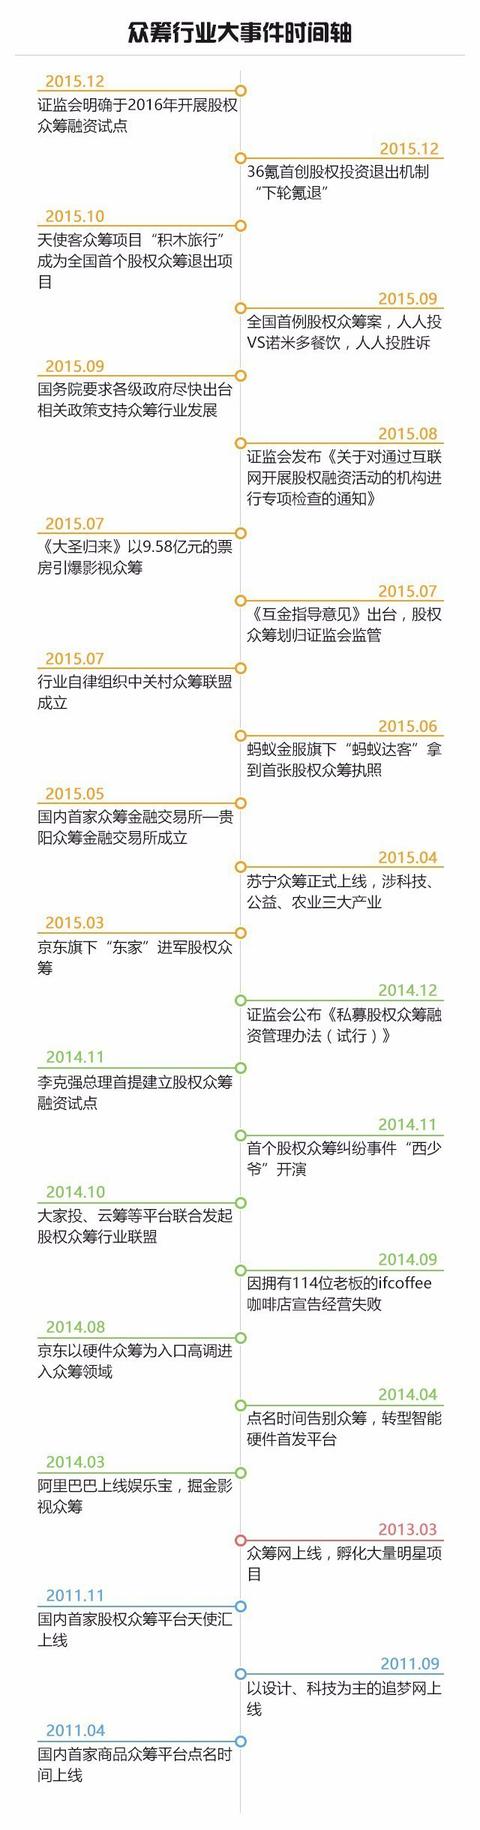 众筹行业大事件时间轴
2015.12
证监会明确于2016年开展股权
众筹融资试点
2015.12
36氪首创股权投资退出机制
“下轮氪退”
2015.10
天使客众筹项目“积木旅行”
成为全国首个股权众筹退出项
目
2015.09
全国首例股权众筹案，人人投
VS诺米多餐饮，人人投胜诉
2015.09
国务院要求各级政府尽快出台
相关政策支持众筹行业发展
2015.08
证监会发布《关于对通过互联
网开展股权融资活动的机构进
行专项检查的通知》
2015.07
《大圣归来》以9.58亿元的票
房引爆影视众筹
2015.07
《互金指导意见》出台，股权
众筹划归证监会监管
2015.07
行业自律组织中关村众筹联盟
成立
2015.06
蚂蚁金服旗下“蚂蚁达客”拿
到首张股权众筹执照
2015.05
国内首家众筹金融交易所—贵
阳众筹金融交易所成立
2015.04
苏宁众筹正式上线，涉科技、
公益、农业三大产业
2015.03
京东旗下“东家”进军股权众
筹
2014.12
证监会公布《私募股权众筹融
资管理办法（试行）》
2014.11
李克强总理首提建立股权众筹
融资试点
2014.11
首个股权众筹纠纷事件“西少
爷”开演
2014.10
大家投、云筹等平台联合发起
股权众筹行业联盟
2014.09
因拥有114位老板的ifcoffee
咖啡店宣告经营失败
2014.08
京东以硬件众筹为入口高调进
入众筹领域
2014.04
点名时间告别众筹，转型智能
硬件首发平台
2014.03
阿里巴巴上线娱乐宝，掘金影
视众筹
2013.03
众筹网上线，孵化大量明星项
目
2011.11
国内首家股权众筹平台天使汇
上线
2011.09
以设计、科技为主的追梦网上
线
2011.04
国内首家商品众筹平台点名时
间上线